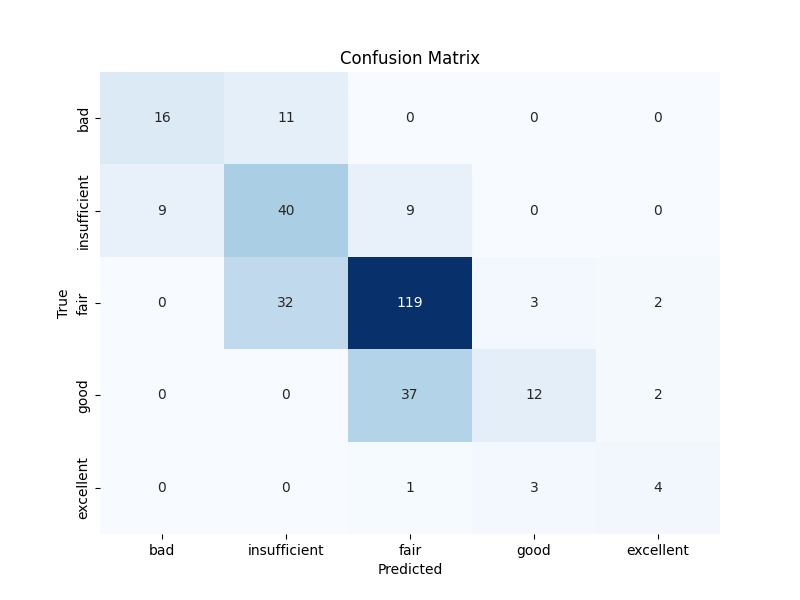 Confusion Matrix
bad 16 11 0 0 0
insufficient 9 40 9 0 0
True
fair 0 32 119 3 2
good 0 0 37 12 2
excellent 0 0 1 3 4
bad insufficient fair good excellent
Predicted